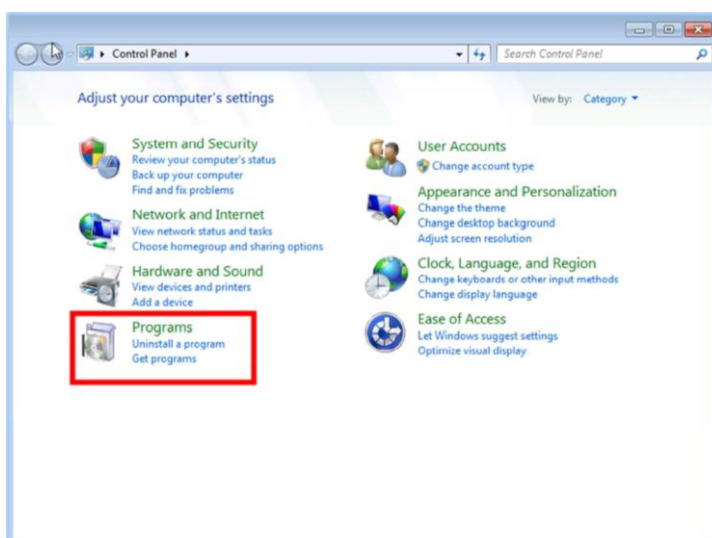 Control Panel
Search Control Panel
Adjust your computer's settings
View by: Category
System and Security
Review your computer's status
Back up your computer
Find and fix problems
Network and Internet
View network status and tasks
Choose homegroup and sharing options
Hardware and Sound
View devices and printers
Add a device
Programs
Uninstall a program
Get programs
User Accounts
Change account type
Appearance and Personalization
Change the theme
Change desktop background
Adjust screen resolution
Clock, Language, and Region
Change keyboards or other input methods
Change display language
Ease of Access
Let Windows suggest settings
Optimize visual display